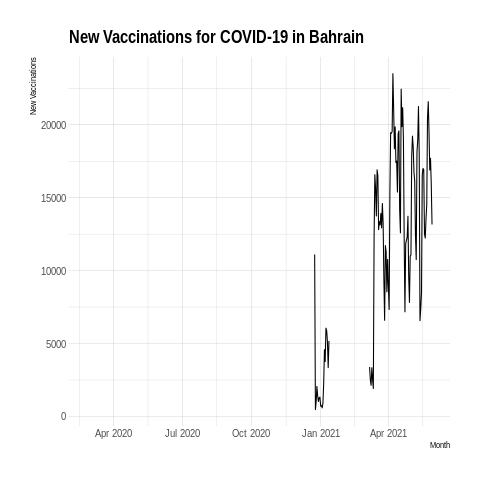 New Vaccinations for COVID-19 in Bahrain
New Vaccinations
20000
15000
10000
5000
0
Apr 2020 Jul 2020 Oct 2020 Jan 2021 Apr 2021
Month